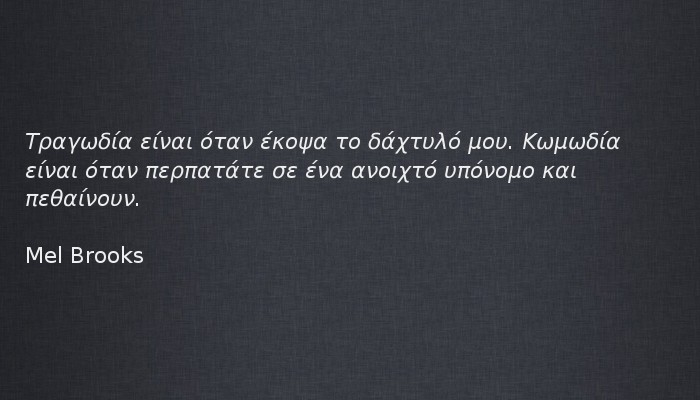 Τραγωδία είναι όταν έκοψα το δάχτυλό μου. Κωμωδία
είναι όταν περπατάτε σε ένα ανοιχτό υπόνομο και
πεθαίνουν.
Mel Brooks